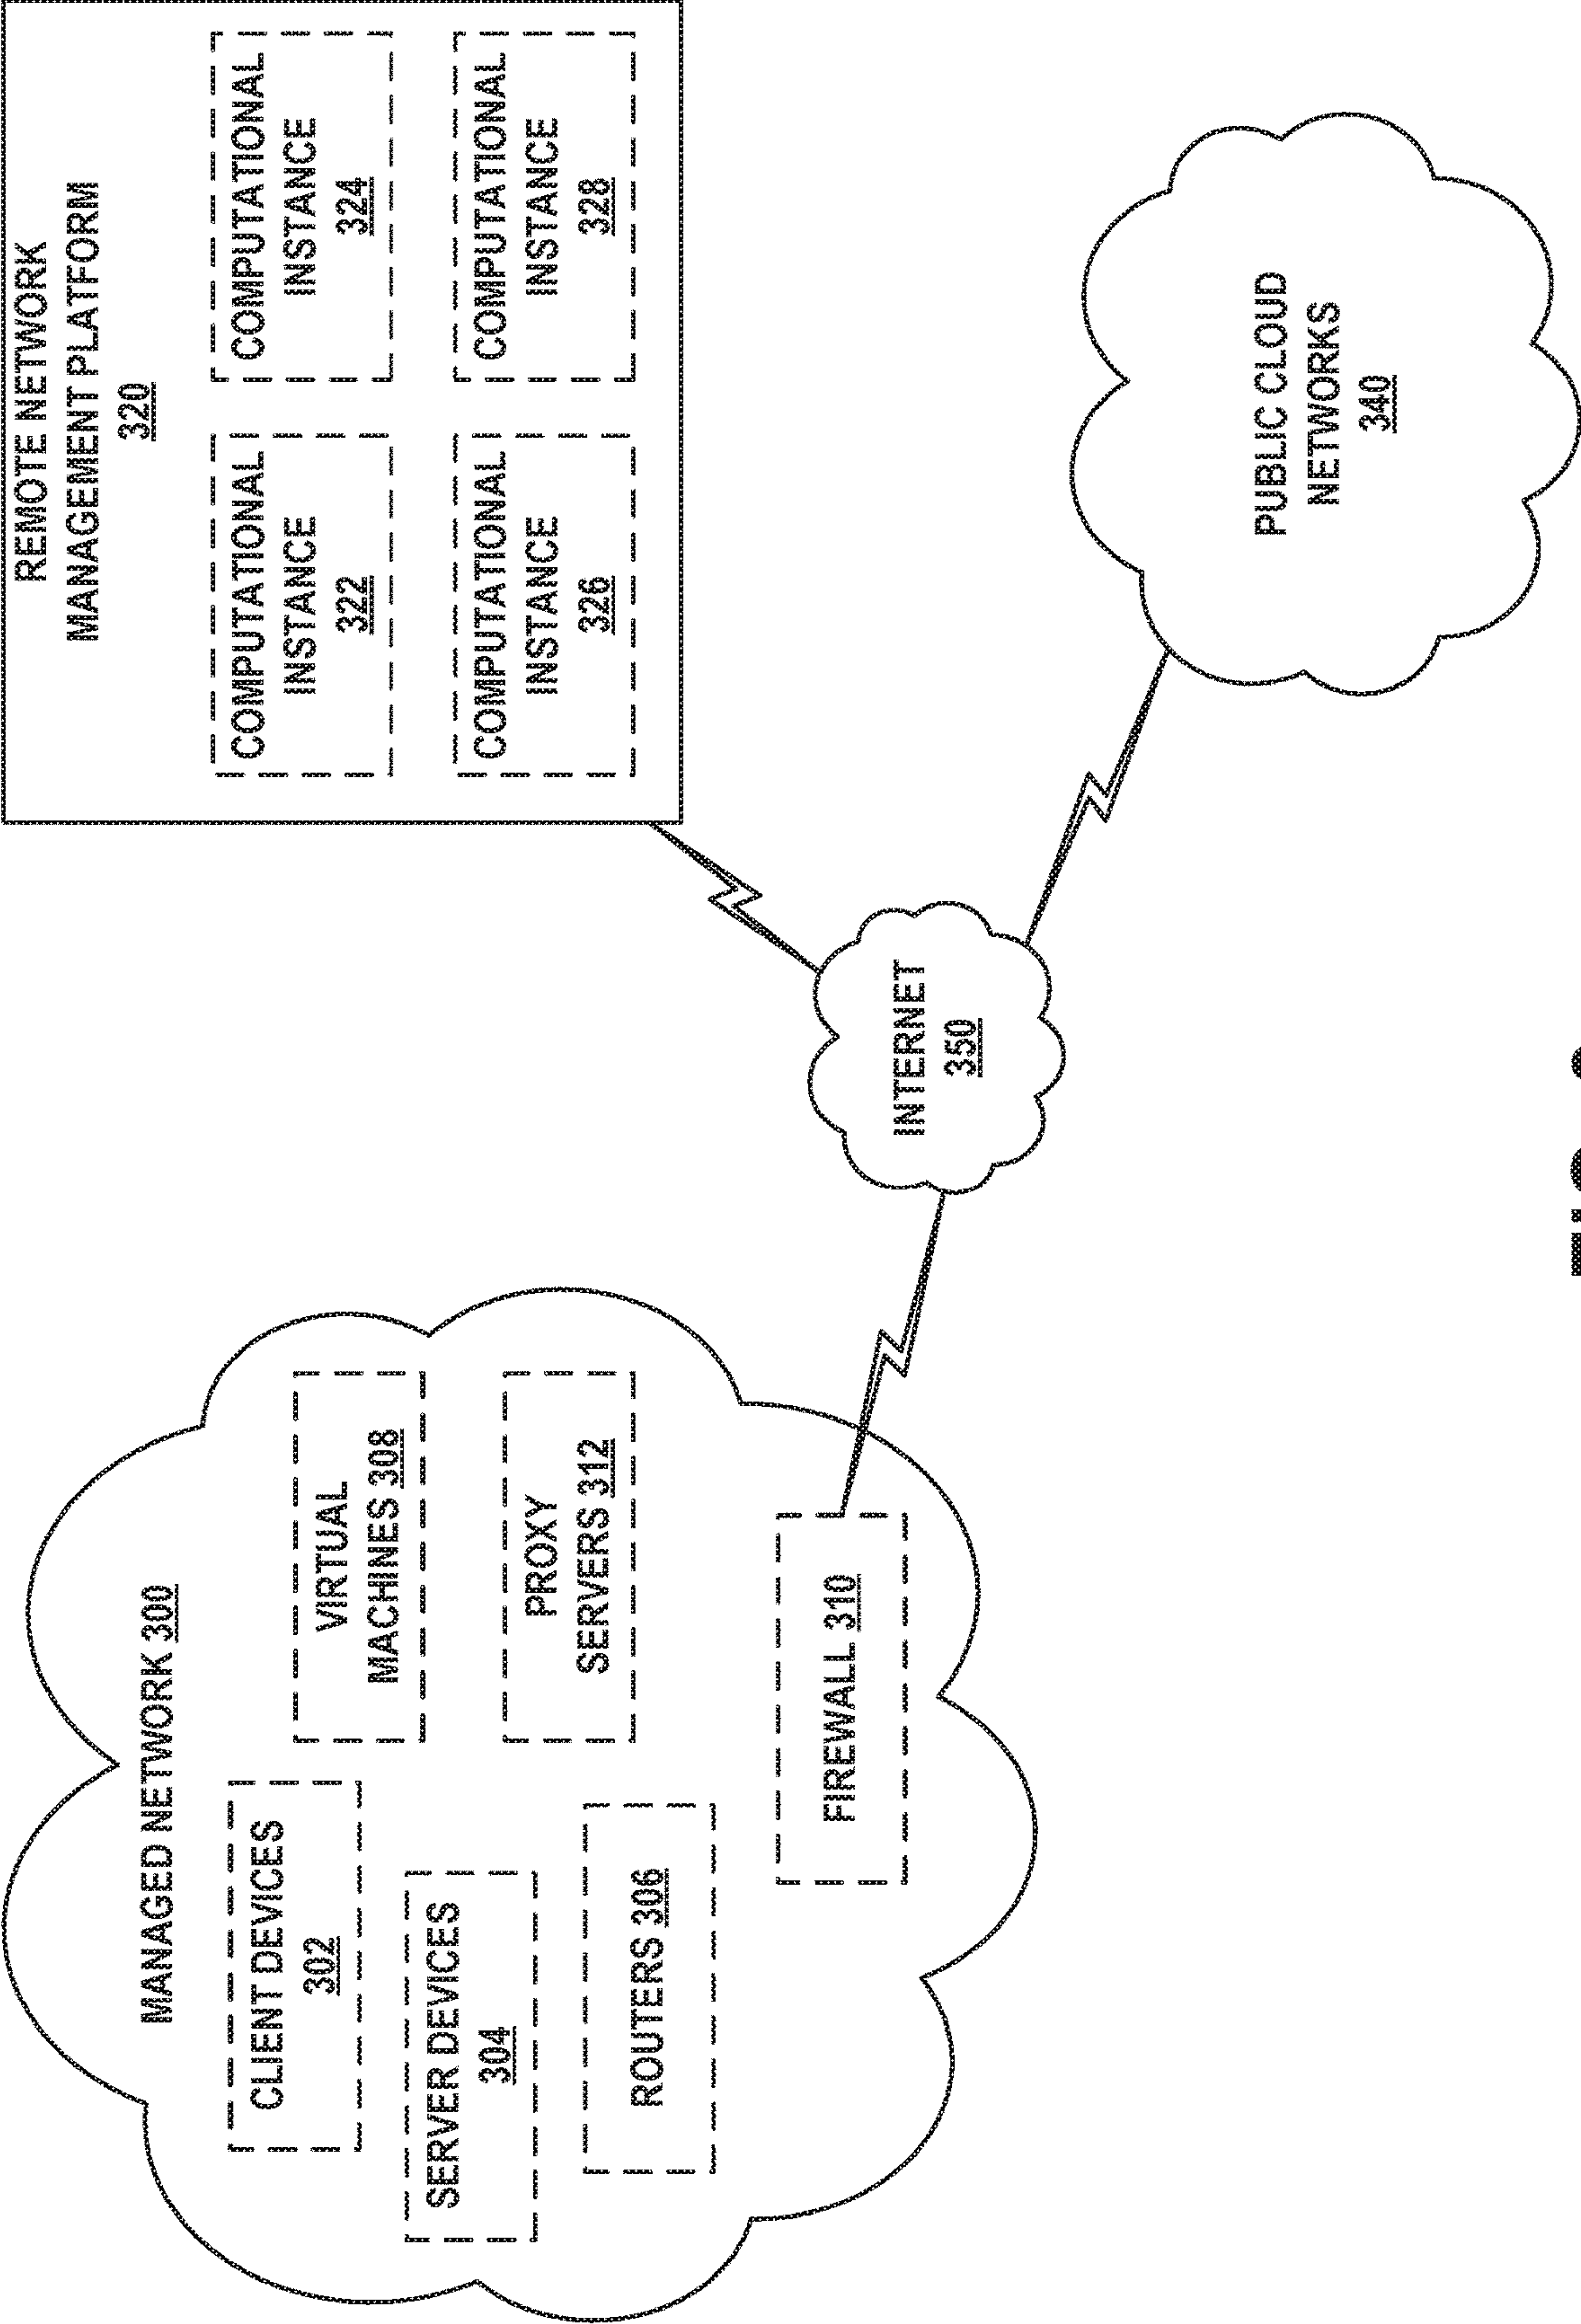 MANAGED NETWORK 300
CLIENT DEVICES
302
SERVER DEVICES
304
ROUTERS 306
VIRTUAL
MACHINES 308
PROXY
SERVERS 312
FIREWALL 310
INTERNET
350
REMOTE NETWORK
MANAGEMENT PLATFORM
320
COMPUTATIONAL
INSTANCE
322
COMPUTATIONAL
INSTANCE
324
COMPUTATIONAL
INSTANCE
326
COMPUTATIONAL
INSTANCE
328
PUBLIC CLOUD
NETWORKS
340